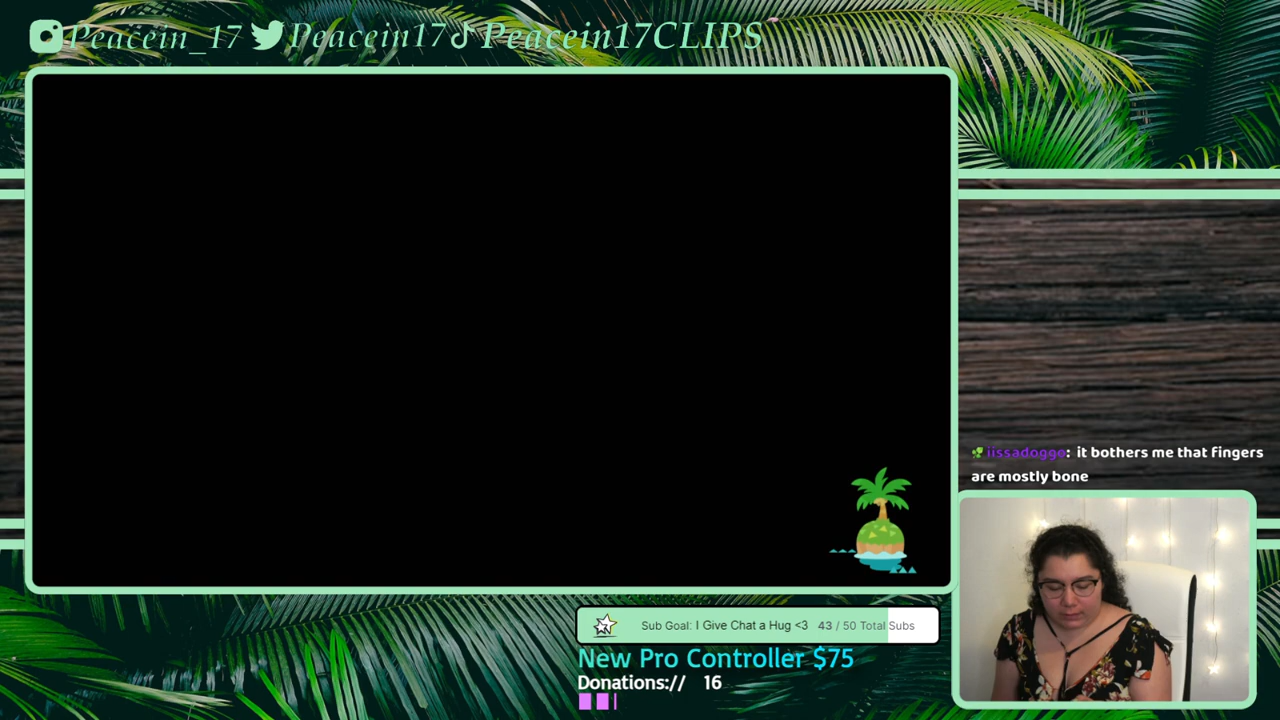 Peacein_17 Peacein17 Peacein17CLIPS
iissadoggo: it bothers me that fingers
are mostly bone
Sub Goal: I Give Chat a Hug <3 43 / 50 Total Subs
New Pro Controller $75
Donations:// 16